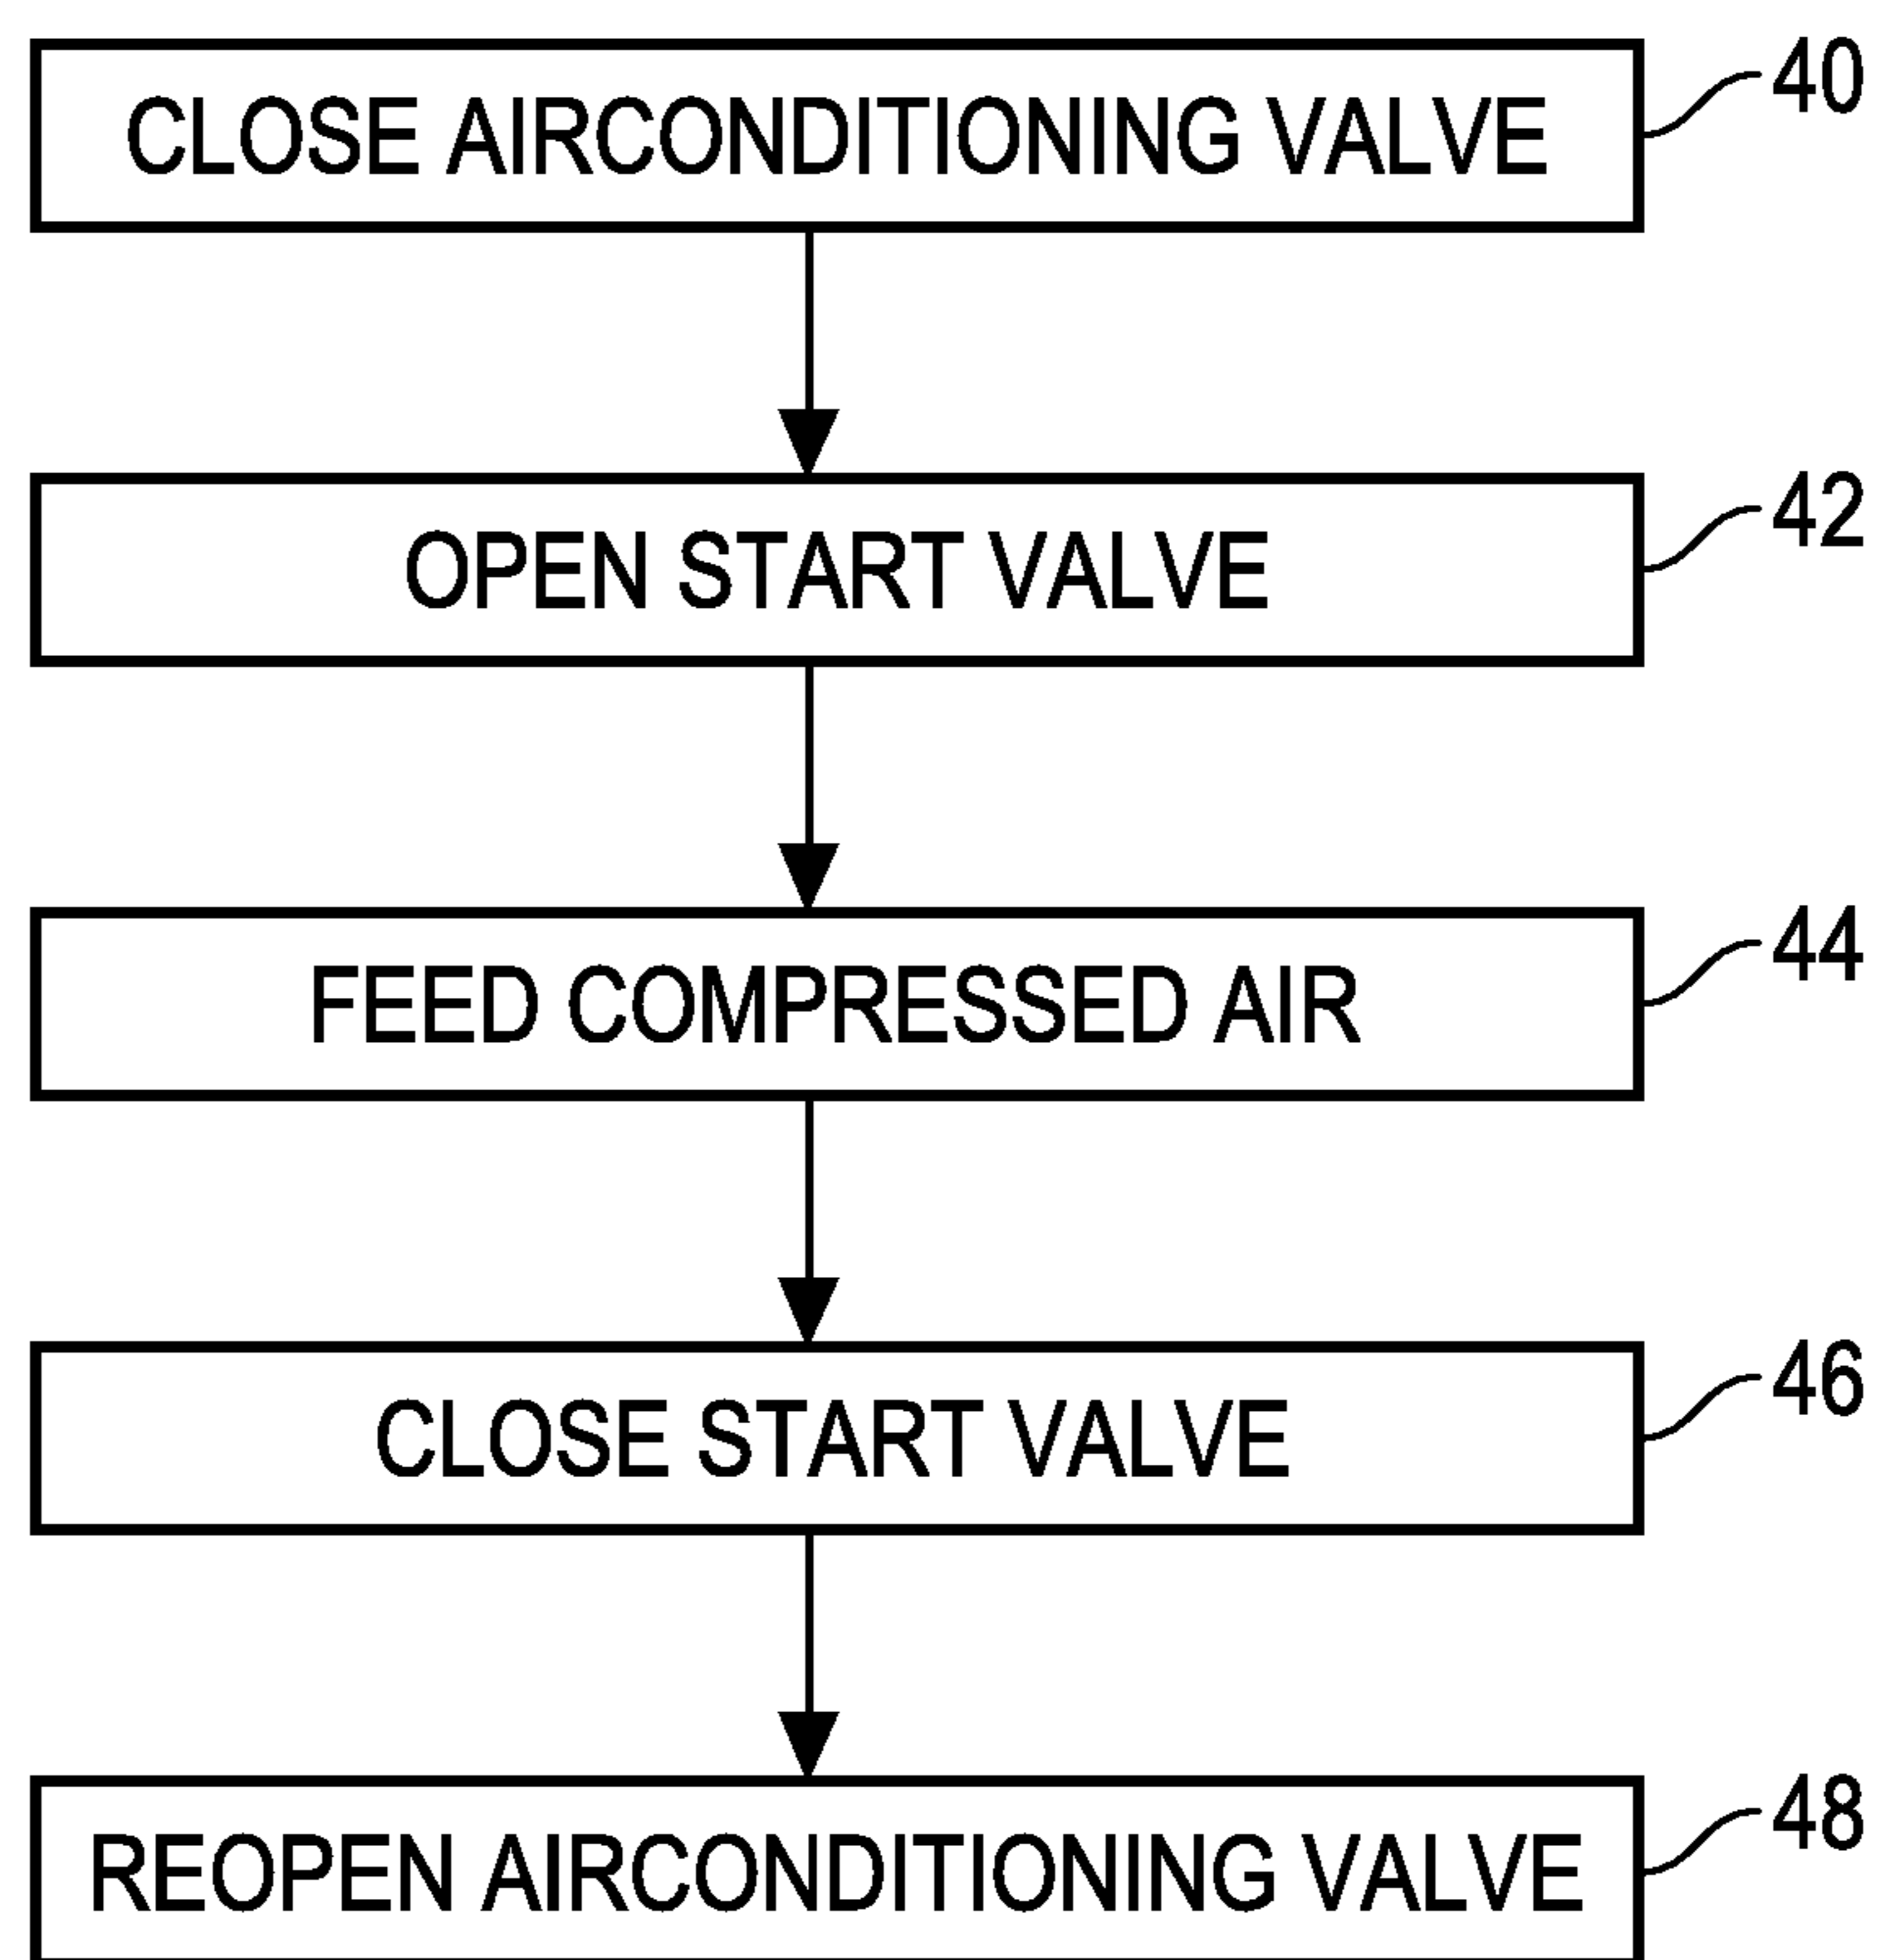 CLOSE AIRCONDITIONING VALVE 40
OPEN START VALVE 42
FEED COMPRESSED AIR 44
CLOSE START VALVE 46
REOPEN AIRCONDITIONING VALVE 48